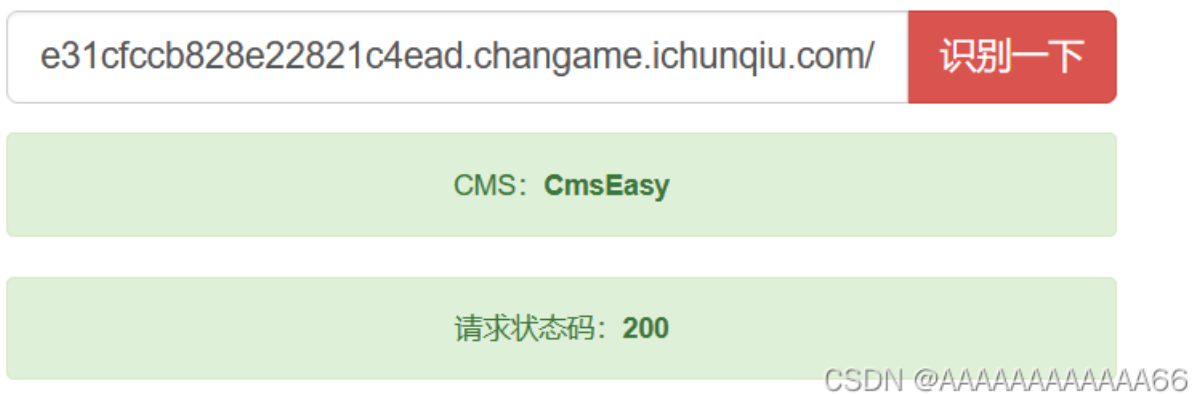 e31cfccb828e22821c4ead.changame.ichunqiu.com/ 识别一下
CMS：CmsEasy
请求状态码：200
CSDN @AAAAAAAAAAAA66